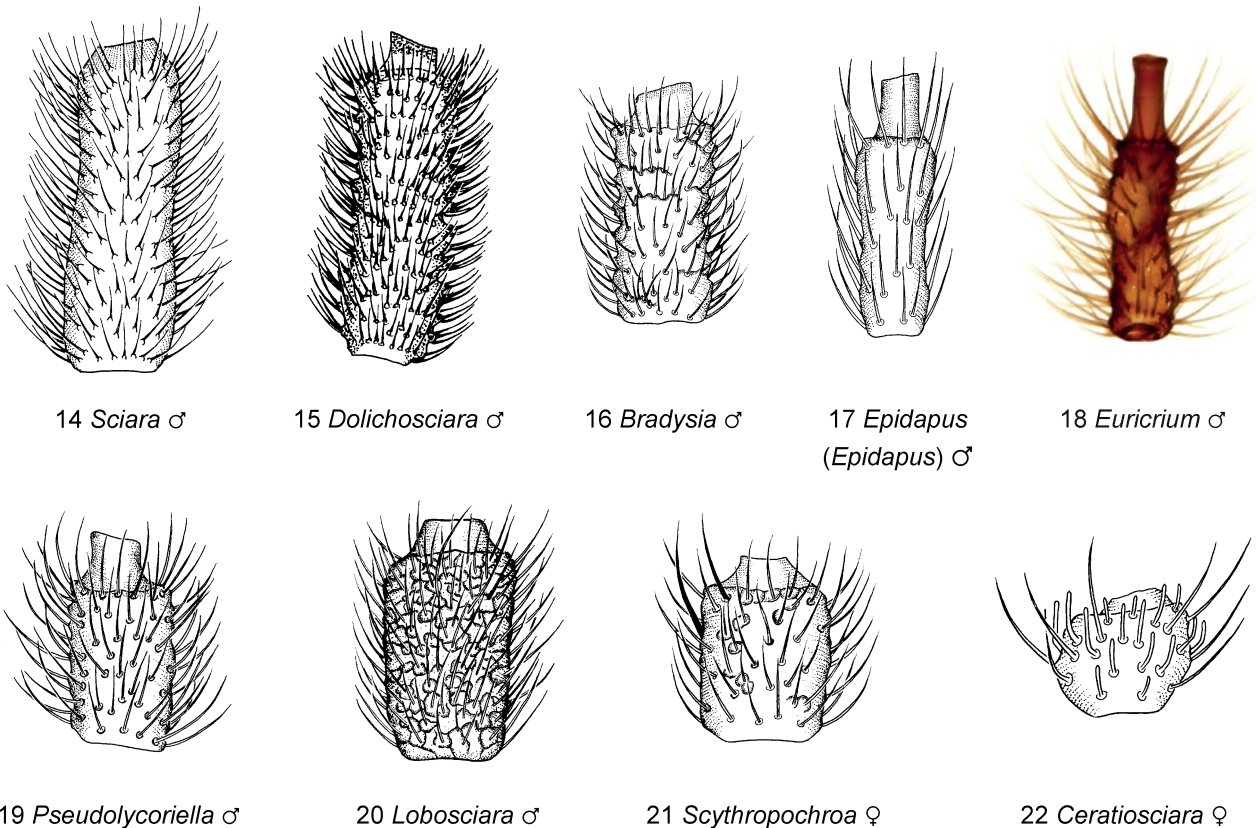 14 Sciara ♂
15 Dolichosciara ♂
16 Bradysia ♂
17 Epidapus
(Epidapus) ♂
18 Euricrium ♂
19 Pseudolycoriella ♂
20 Lobosciara ♂
21 Scythropochroa ♀
22 Ceratiosciara ♀